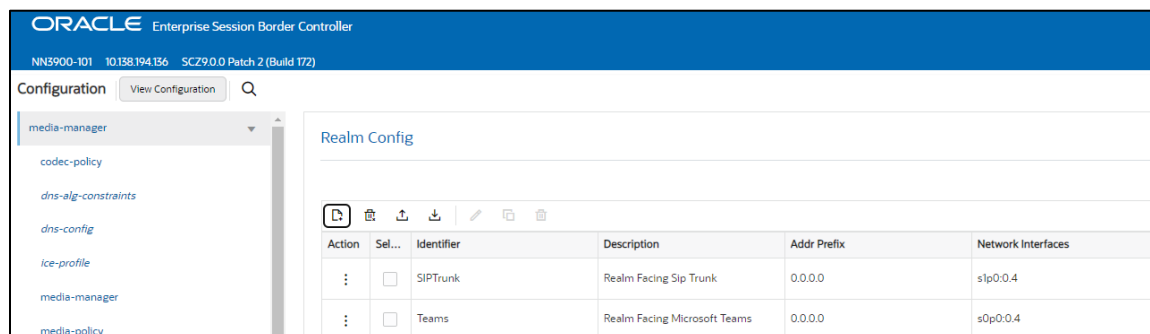 ORACLE Enterprise Session Border Controller
NN3900-101 10.138.194.136 SCZ9.0.0 Patch 2 (Build 172)
Configuration View Configuration
media-manager
codec-policy
dns-alg-constraints
dns-config
ice-profile
media-manager
media-policy
Realm Config
Action Sel... Identifier Description Addr Prefix Network Interfaces
SIPTrunk Realm Facing Sip Trunk 0.0.0.0 s1p0:0.4
Teams Realm Facing Microsoft Teams 0.0.0.0 s0p0:0.4